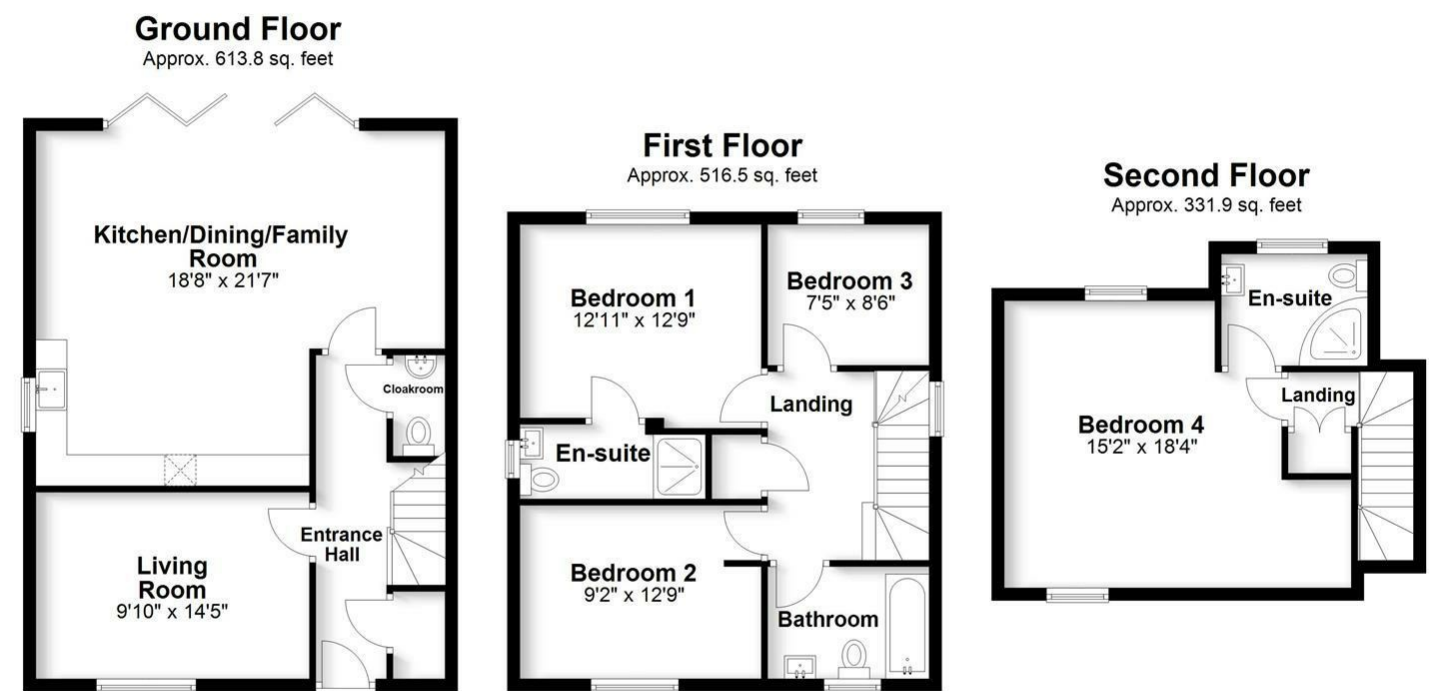 Ground Floor
Approx. 613.8 sq. feet
Kitchen/Dining/Family
Room
18'8" x 21'7"
Cloakroom
Entrance
Hall
Living
Room
9'10" x 14'5"
First Floor
Approx. 516.5 sq. feet
Bedroom 1
12'11" x 12'9"
Bedroom 3
7'5" x 8'6"
Landing
En-suite
Bedroom 2
9'2" x 12'9"
Bathroom
Second Floor
Approx. 331.9 sq. feet
En-suite
Landing
Bedroom 4
15'2" x 18'4"